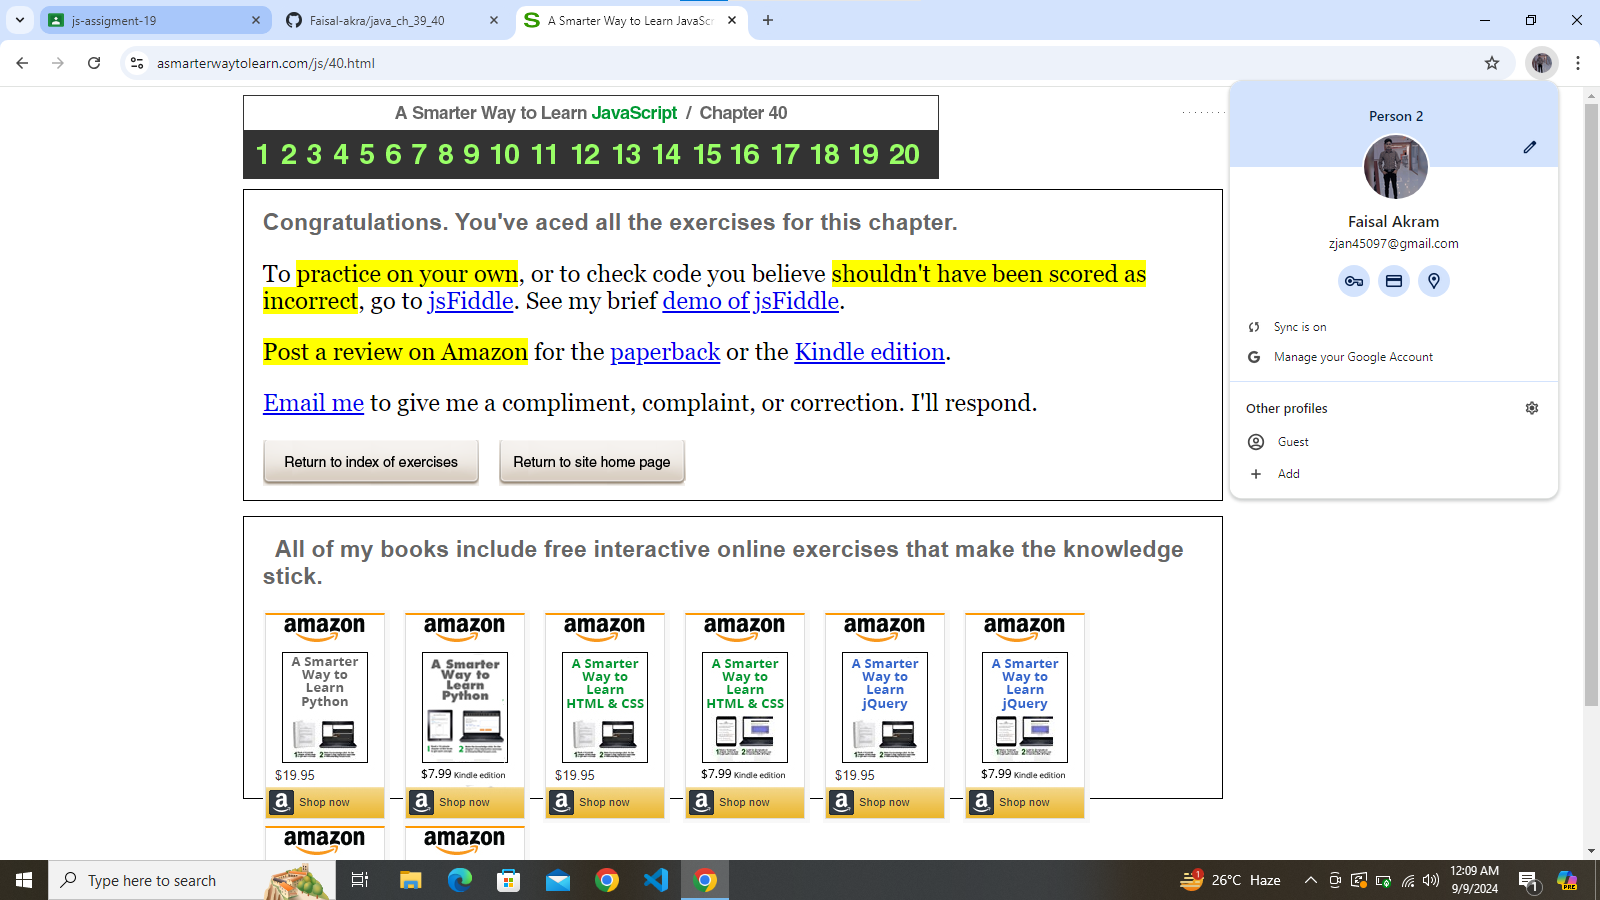 js-assigment-19
Faisal-akra/java_ch_39_40
A Smarter Way to Learn JavaSc
asmarterwaytolearn.com/js/40.html
A Smarter Way to Learn JavaScript / Chapter 40
1 2 3 4 5 6 7 8 9 10 11 12 13 14 15 16 17 18 19 20
Congratulations. You've aced all the exercises for this chapter.
To practice on your own, or to check code you believe shouldn't have been scored as
incorrect, go to jsFiddle. See my brief demo of jsFiddle.
Post a review on Amazon for the paperback or the Kindle edition.
Email me to give me a compliment, complaint, or correction. I'll respond.
Return to index of exercises
Return to site home page
Person 2
Faisal Akram
zjan45097@gmail.com
Sync is on
Manage your Google Account
Other profiles
Guest
Add
All of my books include free interactive online exercises that make the knowledge
stick.
amazon
A Smarter
Way to
Learn
Python
$19.95
Shop now
amazon
A Smarter
Way to
Learn
Python
$7.99 Kindle edition
Shop now
amazon
A Smarter
Way to
Learn
HTML & CSS
$19.95
Shop now
amazon
A Smarter
Way to
Learn
HTML & CSS
$7.99 Kindle edition
Shop now
amazon
A Smarter
Way to
Learn
jQuery
$19.95
Shop now
amazon
A Smarter
Way to
Learn
jQuery
$7.99 Kindle edition
Shop now
amazon
amazon
Type here to search
26°C Haze
12:09 AM
9/9/2024